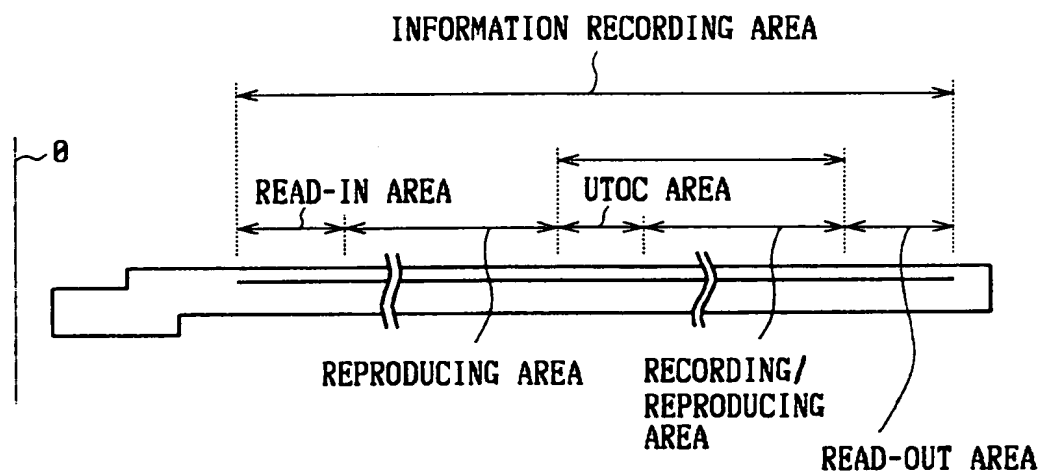 INFORMATION RECORDING AREA
0
READ-IN AREA
UTOC AREA
REPRODUCING AREA
RECORDING/
REPRODUCING
AREA
READ-OUT AREA